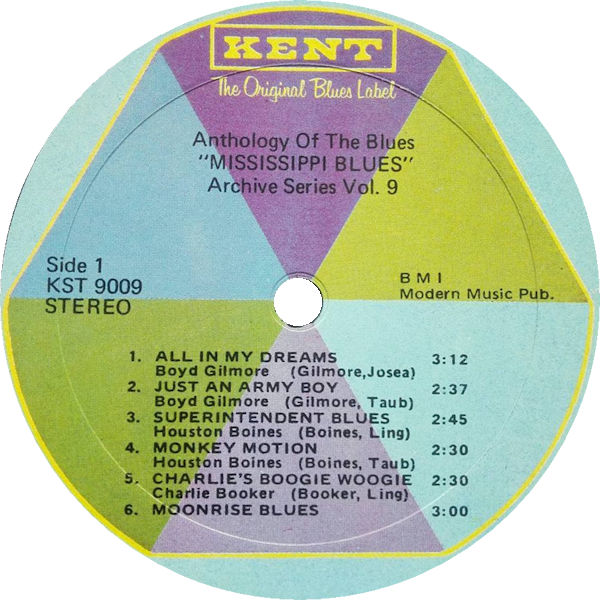 KENT
The Original Blues Label
Anthology Of The Blues
"MISSISSIPPI BLUES"
Archive Series Vol. 9
Side 1
KST 9009
STEREO
B M I
Modern Music Pub.
1. ALL IN MY DREAMS 3:12
Boyd Gilmore (Gilmore,Josea)
2. JUST AN ARMY BOY 2:37
Boyd Gilmore (Gilmore, Taub)
3. SUPERINTENDENT BLUES 2:45
Houston Boines (Boines, Ling)
4. MONKEY MOTION 2:30
Houston Boines (Boines, Taub)
5. CHARLIE'S BOOGIE WOOGIE 2:30
Charlie Booker (Booker, Ling)
6. MOONRISE BLUES 3:00